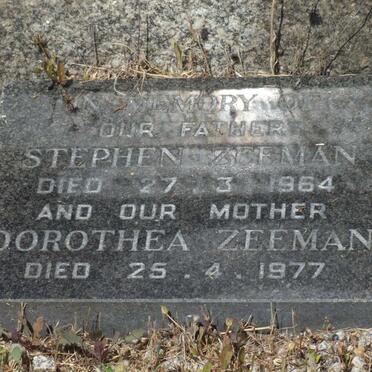 IN MEMORY OF
OUR FATHER
STEPHEN ZEEMAN
DIED 27 . 3 . 1964
AND OUR MOTHER
DOROTHEA ZEEMAN
DIED 25 . 4 . 1977